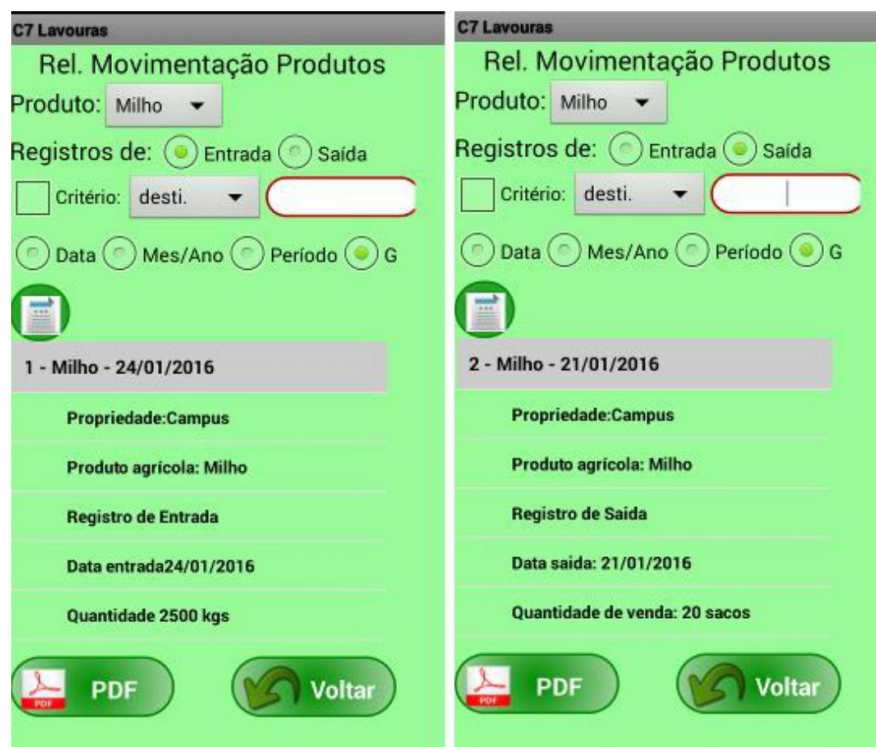 C7 Lavouras
Rel. Movimentação Produtos
Produto: Milho
Registros de: Entrada Saída
Critério: desti.
Data Mes/Ano Período G
1 - Milho - 24/01/2016
Propriedade:Campus
Produto agrícola: Milho
Registro de Entrada
Data entrada24/01/2016
Quantidade 2500 kgs
PDF PDF Voltar
C7 Lavouras
Rel. Movimentação Produtos
Produto: Milho
Registros de: Entrada Saída
Critério: desti.
Data Mes/Ano Período G
2 - Milho - 21/01/2016
Propriedade:Campus
Produto agrícola: Milho
Registro de Saida
Data saida: 21/01/2016
Quantidade de venda: 20 sacos
PDF PDF Voltar